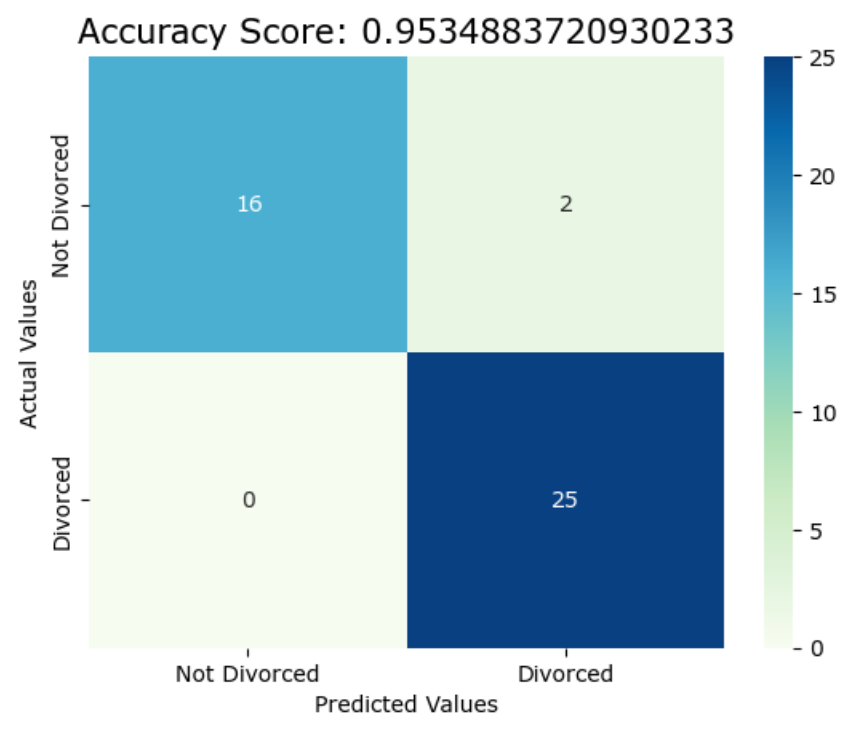 Accuracy Score: 0.9534883720930233
Actual Values
Not Divorced
Divorced
16
2
0
25
Not Divorced
Divorced
Predicted Values
25
20
15
10
5
0